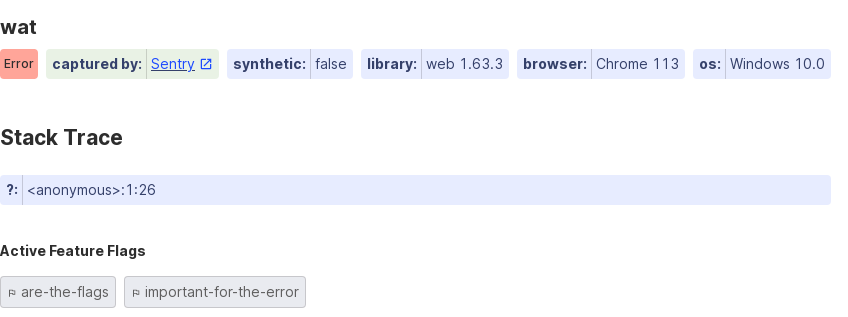 wat
Error captured by: Sentry synthetic: false library: web 1.63.3 browser: Chrome 113 os: Windows 10.0
Stack Trace
?: <anonymous>:1:26
Active Feature Flags
are-the-flags important-for-the-error